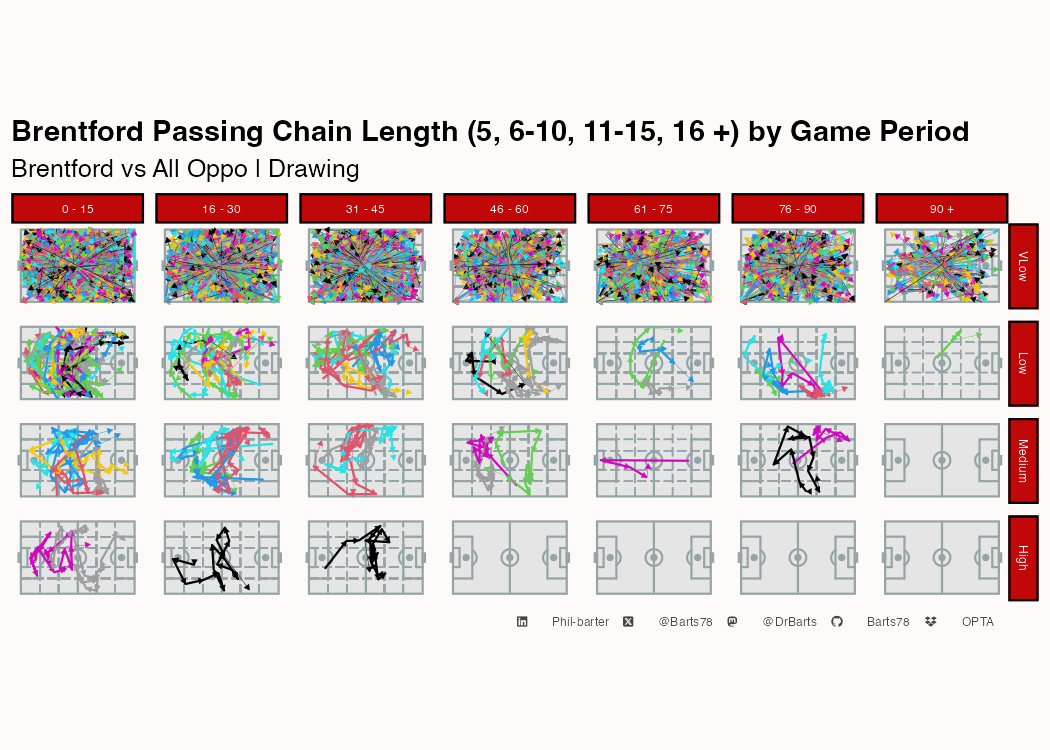 Brentford Passing Chain Length (5, 6-10, 11-15, 16 +) by Game Period
Brentford vs All Oppo | Drawing
0 - 15
16 - 30
31 - 45
46 - 60
61 - 75
76 - 90
90 +
VLow
Low
Medium
High
Phil-barter @Barts78 @DrBarts Barts78 OPTA